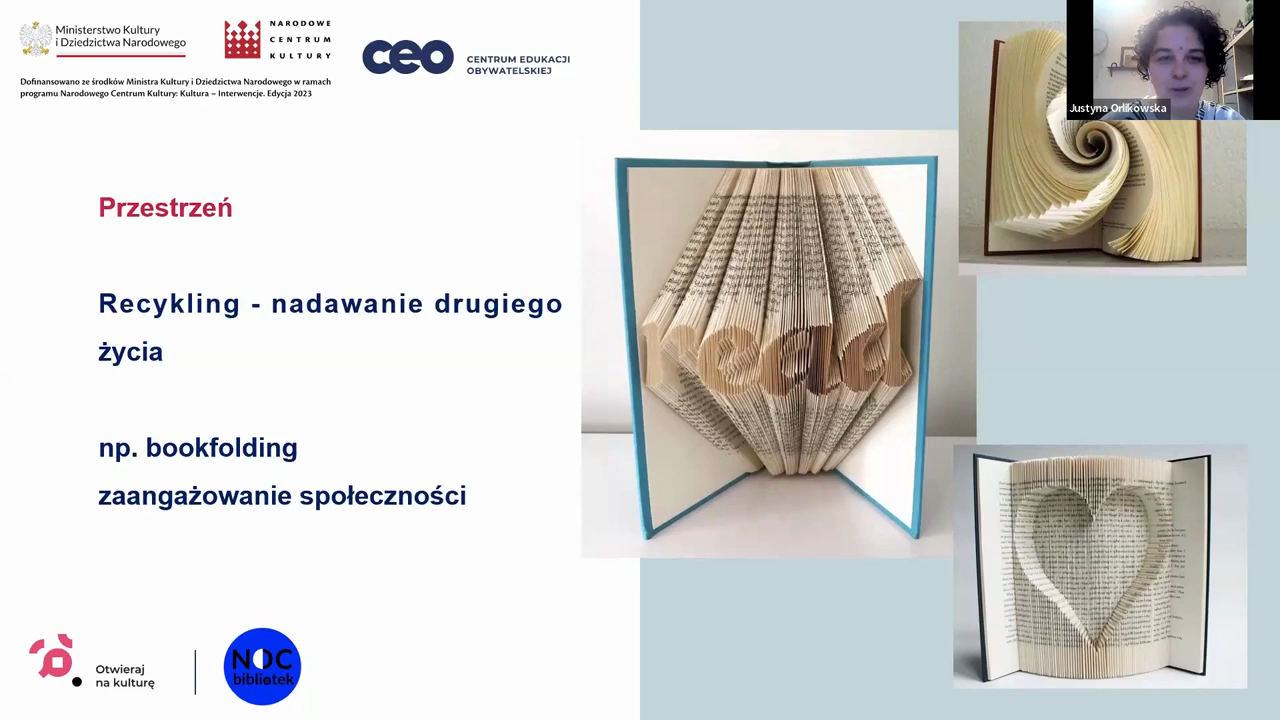 Ministerstwo Kultury
i Dziedzictwa Narodowego
NARODOWE
CENTRUM
KULTURY
ceo
CENTRUM EDUKACJI
OBYWATELSKIEJ
Dofinansowano ze środków Ministra Kultury i Dziedzictwa Narodowego w ramach
programu Narodowego Centrum Kultury: Kultura – Interwencje. Edycja 2023
Justyna Orlikowska
Przestrzeń
Recykling - nadawanie drugiego
życia
np. bookfolding
zaangażowanie społeczności
read
Otwieraj
na kulturę
NOC
bibliotek